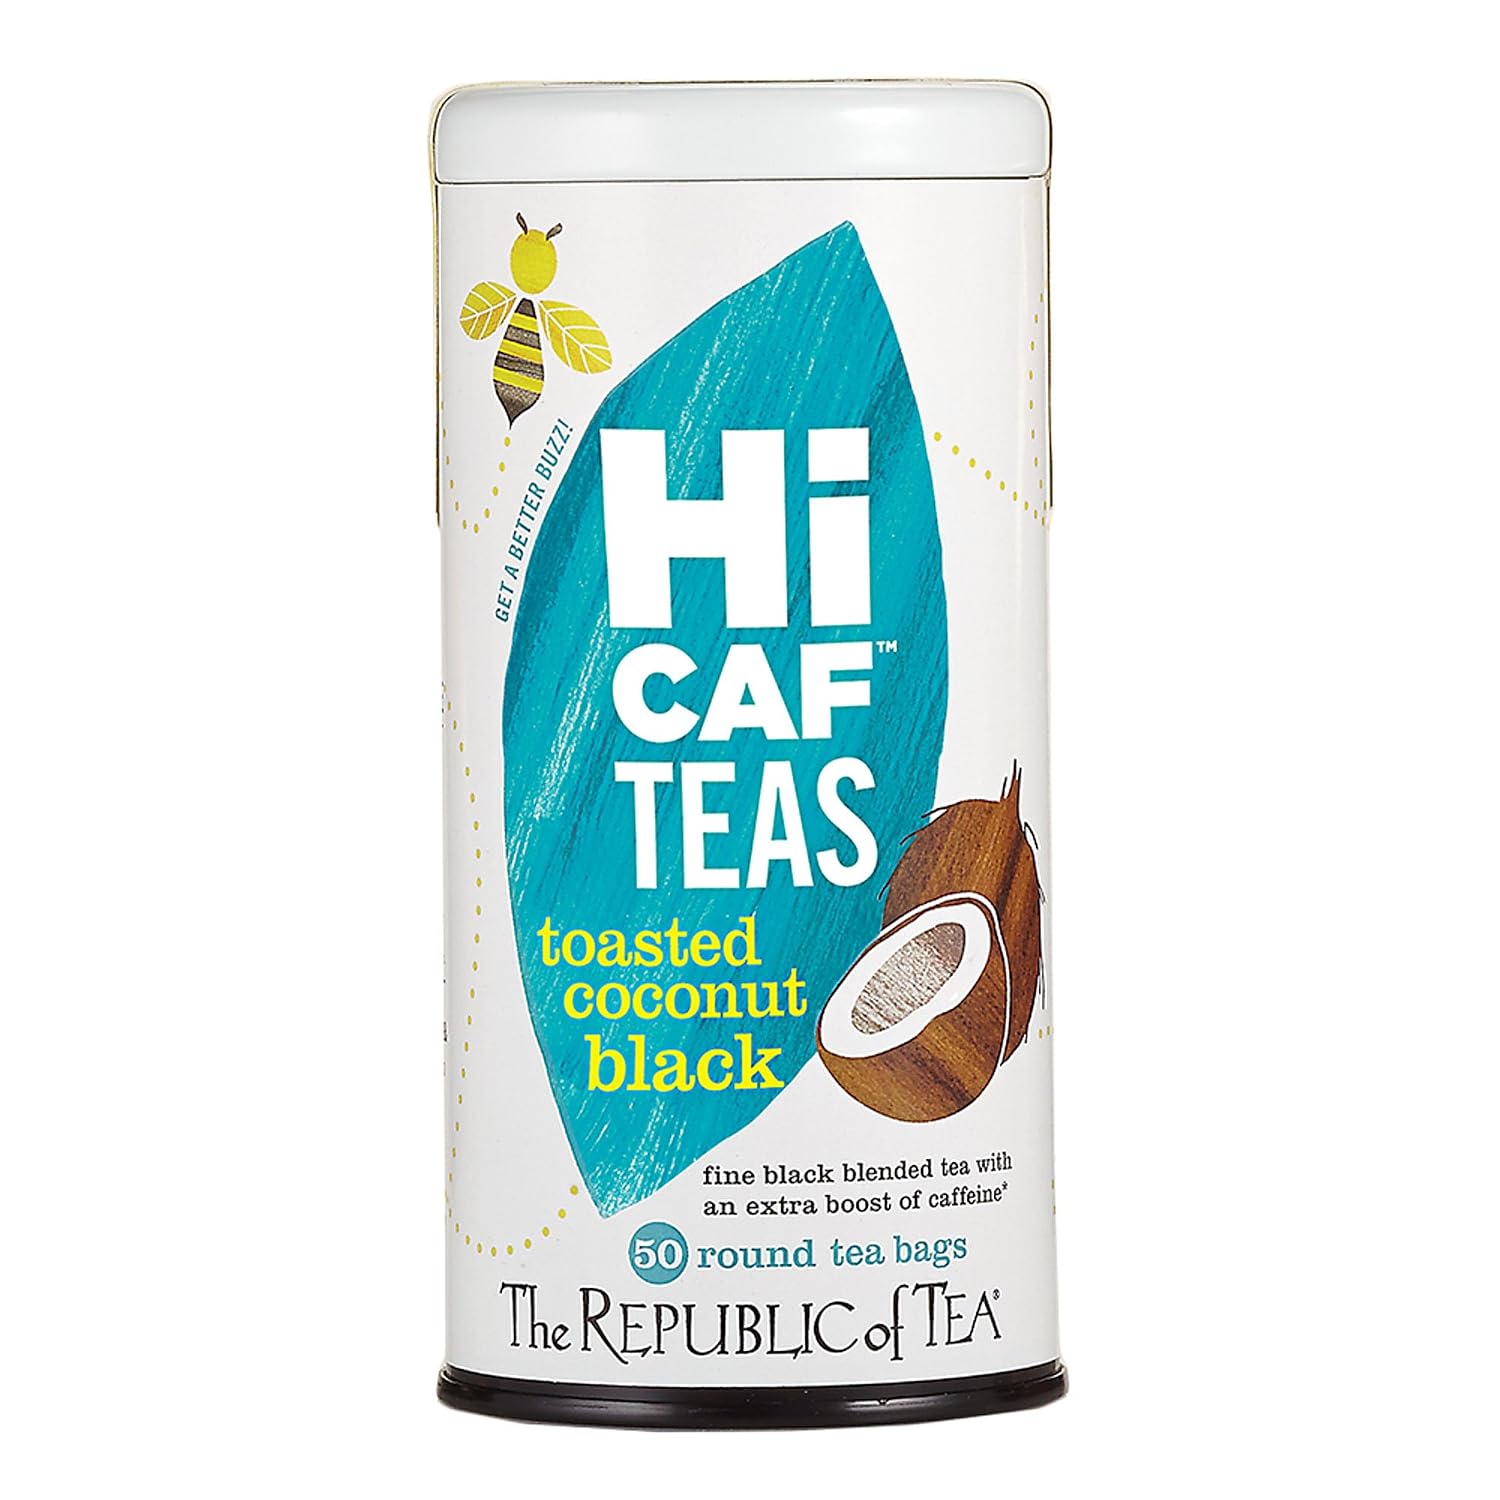 GET A BETTER BUZZ!
Hi
CAF™
TEAS
toasted
coconut
black
fine black blended tea with
an extra boost of caffeine*
50 round tea bags
The REPUBLIC of TEA®